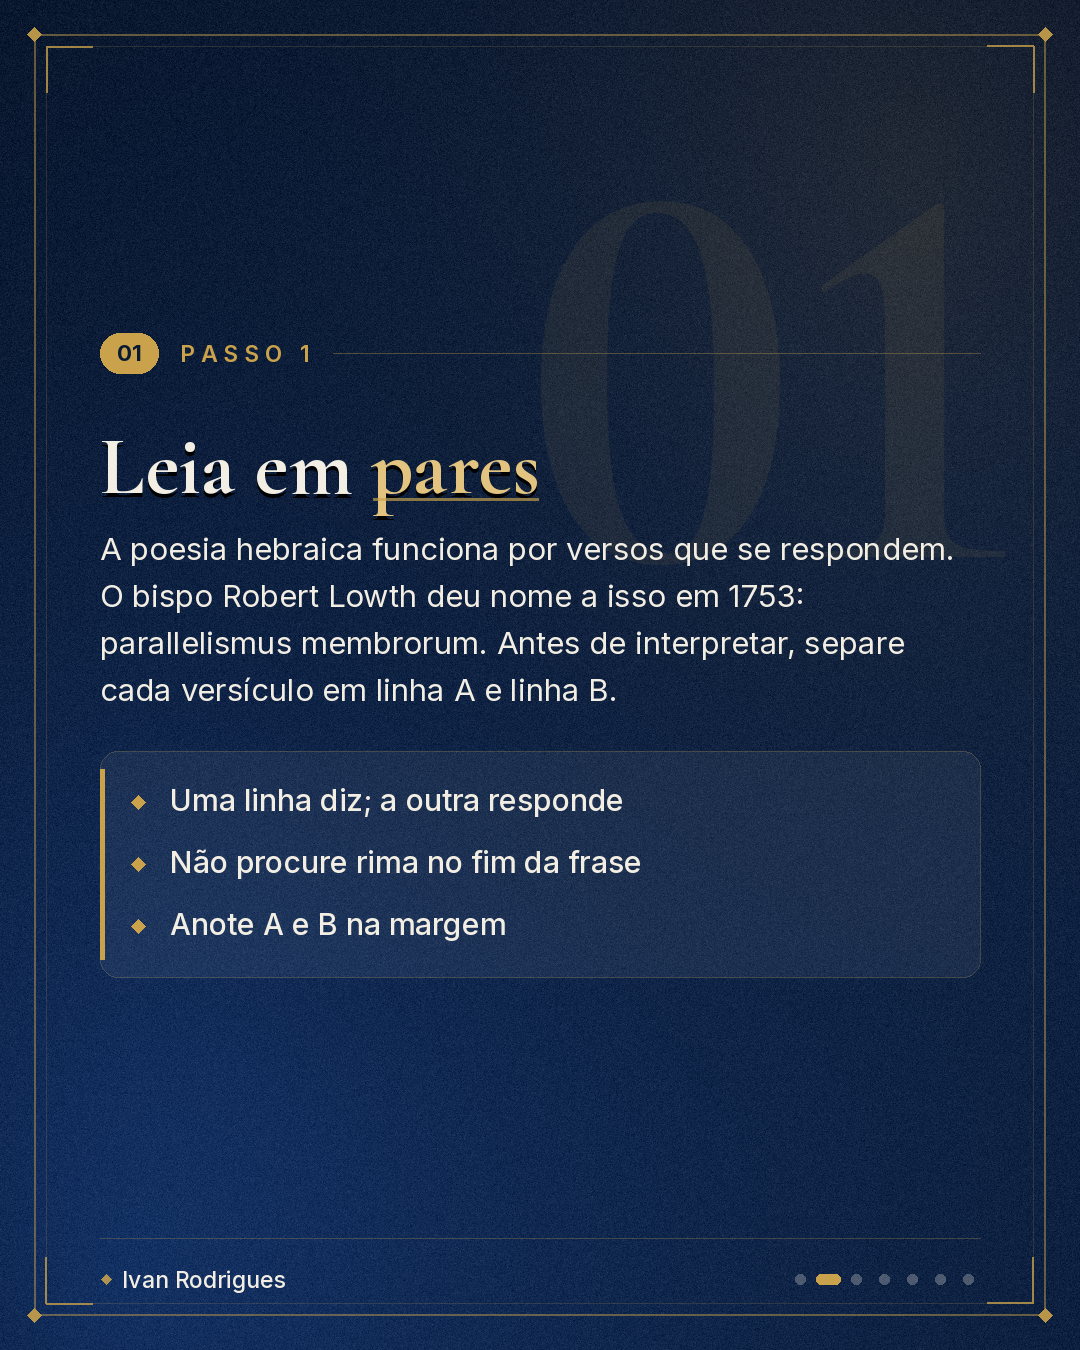 01 PASSO 1
01
Leia em pares
A poesia hebraica funciona por versos que se respondem.
O bispo Robert Lowth deu nome a isso em 1753:
parallelismus membrorum. Antes de interpretar, separe
cada versículo em linha A e linha B.
Uma linha diz; a outra responde
Não procure rima no fim da frase
Anote A e B na margem
Ivan Rodrigues